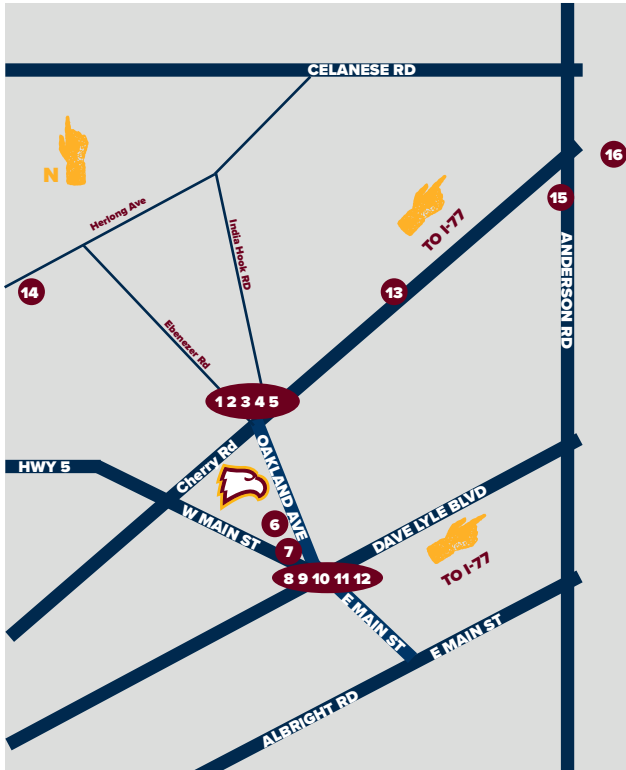 CELANESE RD
16
N
15
Herlong Ave
TO I-77
India Hook RD
ANDERSON RD
14
13
Ebenezer Rd
1 2 3 4 5
Cherry Rd
OAKLAND AVE
HWY 5
W MAIN ST
6
DAVE LYLE BLVD
7
TO I-77
8 9 10 11 12
E MAIN ST
E MAIN ST
ALBRIGHT RD